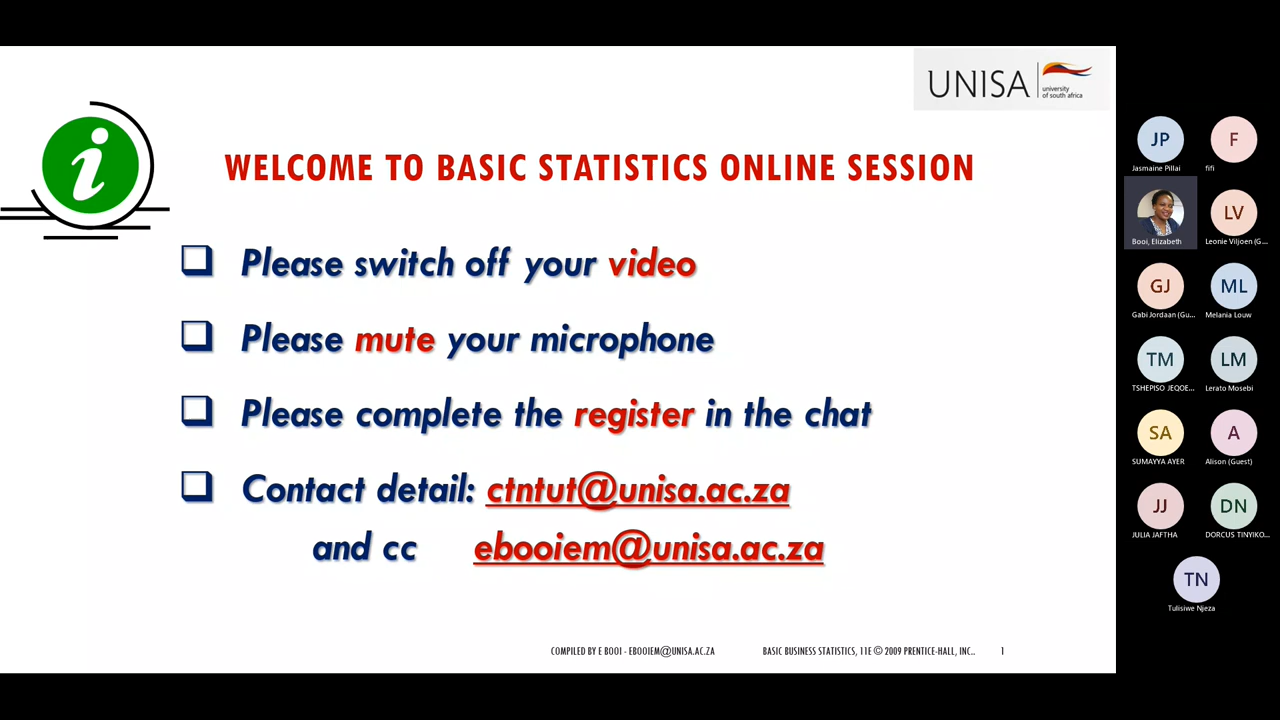 UNISA
university
of south africa
WELCOME TO BASIC STATISTICS ONLINE SESSION
Please switch off your video
Please mute your microphone
Please complete the register in the chat
Contact detail: ctntut@unisa.ac.za
and cc ebooiem@unisa.ac.za
COMPILED BY E BOOI - EBOOIEM@UNISA.AC.ZA BASIC BUSINESS STATISTICS, 11E © 2009 PRENTICE-HALL, INC.. 1
JP F
Jasmaine Pillai fifi
LV
Booi, Elizabeth Leonie Viljoen (G...
GJ ML
Gabi Jordaan (Gu... Melania Louw
TM LM
TSHEPISO JEQOE... Lerato Mosebi
SA A
SUMAYYA AYER Alison (Guest)
JJ DN
JULIA JAFTHA DORCUS TINYIKO...
TN
Tulisiwe Njeza